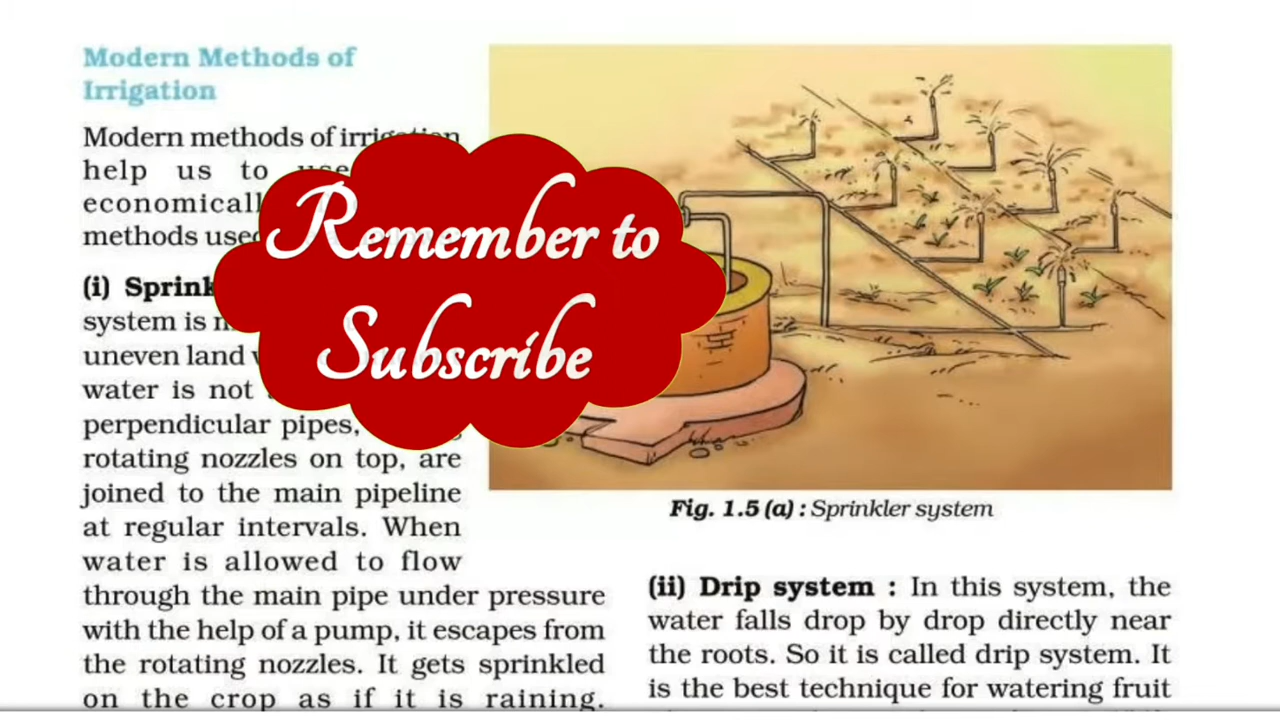 Modern Methods of
Irrigation
Modern methods of
help us to
methods
(i)
system is
uneven land
water is not
perpendicular pipes,
rotating nozzles on top, are
joined to the main pipeline
at regular intervals. When
water is allowed to flow
through the main pipe under pressure
with the help of a pump, it escapes from
the rotating nozzles. It gets sprinkled
on the crop as if it is raining.
Remember to
Subscribe
Fig. 1.5 (a) : Sprinkler system
(ii) Drip system : In this system, the
water falls drop by drop directly near
the roots. So it is called drip system. It
is the best technique for watering fruit